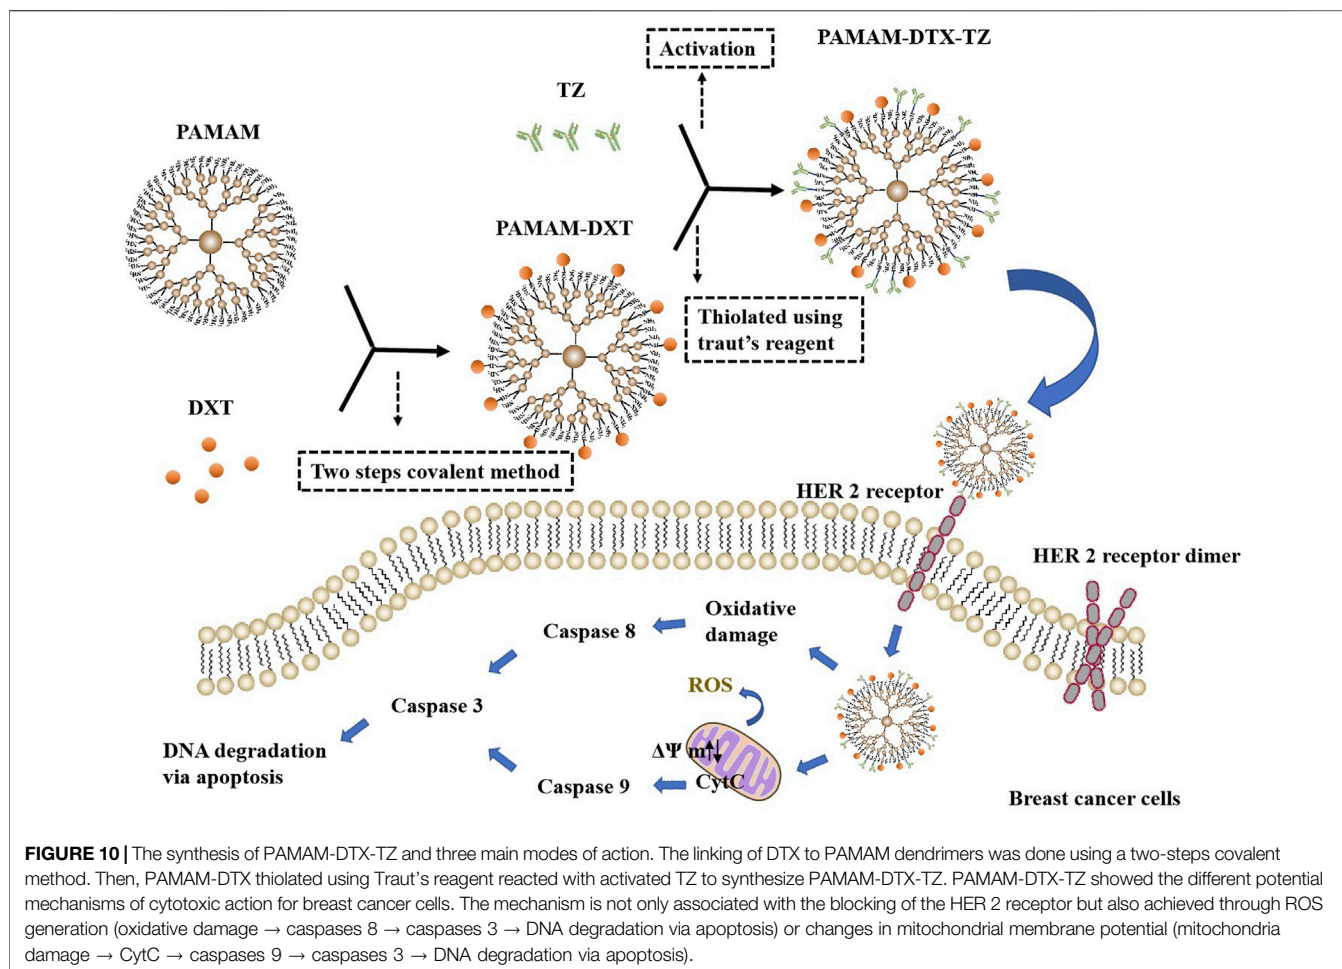 Activation
PAMAM-DTX-TZ
TZ
PAMAM
PAMAM-DXT
Thiolated using
traut's reagent
DXT
Two steps covalent method
HER 2 receptor
HER 2 receptor dimer
Oxidative
damage
Caspase 8
ROS
Caspase 3
ΔΨ m
CytC
DNA degradation
via apoptosis
Caspase 9
Breast cancer cells
FIGURE 10 | The synthesis of PAMAM-DTX-TZ and three main modes of action. The linking of DTX to PAMAM dendrimers was done using a two-steps covalent
method. Then, PAMAM-DTX thiolated using Traut's reagent reacted with activated TZ to synthesize PAMAM-DTX-TZ. PAMAM-DTX-TZ showed the different potential
mechanisms of cytotoxic action for breast cancer cells. The mechanism is not only associated with the blocking of the HER 2 receptor but also achieved through ROS
generation (oxidative damage → caspases 8 → caspases 3 → DNA degradation via apoptosis) or changes in mitochondrial membrane potential (mitochondria
damage → CytC → caspases 9 → caspases 3 → DNA degradation via apoptosis).